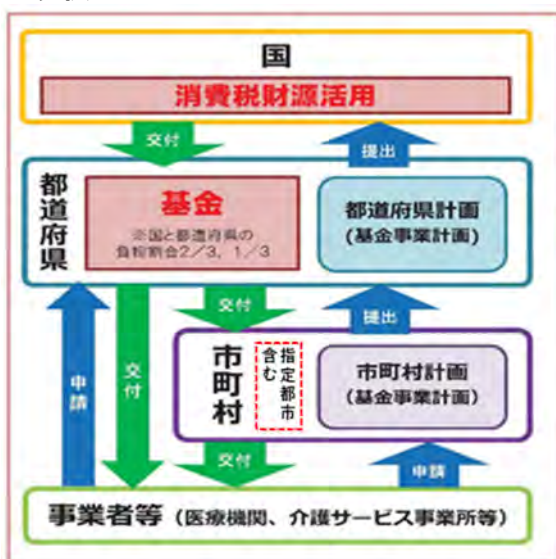 国
消費税財源活用
交付
提出
都道府県
基金
※国と都道府県の
負担割合2/3、1/3
都道府県計画
(基金事業計画)
交付
提出
申請
交付
市町村
指定都市
含む
市町村計画
(基金事業計画)
交付
申請
事業者等(医療機関、介護サービス事業所等)